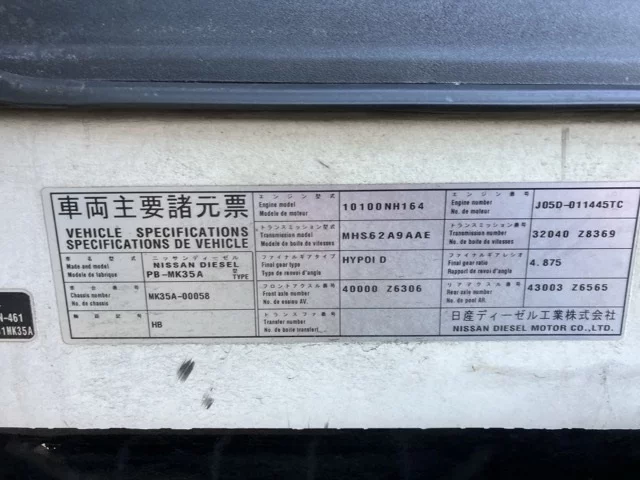 車両主要諸元票
VEHICLE SPECIFICATIONS
SPECIFICATIONS DE VEHICLE
エンジン型式
Engine model
Modele de moteur
10100NH164
エンジン番号
Engine number
No. de moteur
J05D-011445TC
トランスミッション型式
Transmission model
Modele de boite de vitesses
MHS62A9AAE
トランスミッション番号
Transmission number
No. de boite de vitesses
32040 Z8369
車名
Made and model
ニッサンディーゼル
NISSAN DIESEL
PB-MK35A
型式
TYPE
ファイナルギアタイプ
Final gear type
Type de renvoi d'angle
HYPOID
ファイナルギアレシオ
Final gear ratio
Rapport de renvoi d'angle
4.875
車台番号
Chassis number
No. de chassis
MK35A-00058
フロントアクスル番号
Front axle number
No. de essieu AV.
40000 Z6306
リアアクスル番号
Rear axle number
No. de pont AR.
43003 Z6565
HB
トランスファ番号
Transfer number
No. de boite transfert
日産ディーゼル工業株式会社
NISSAN DIESEL MOTOR CO.,LTD.
N-461
1MK35A